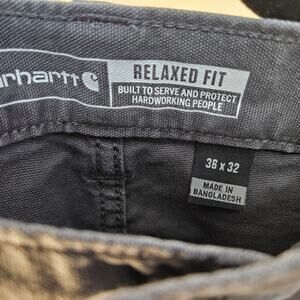 arhartt
RELAXED FIT
BUILT TO SERVE AND PROTECT
HARDWORKING PEOPLE
36 x 32
MADE IN
BANGLADESH